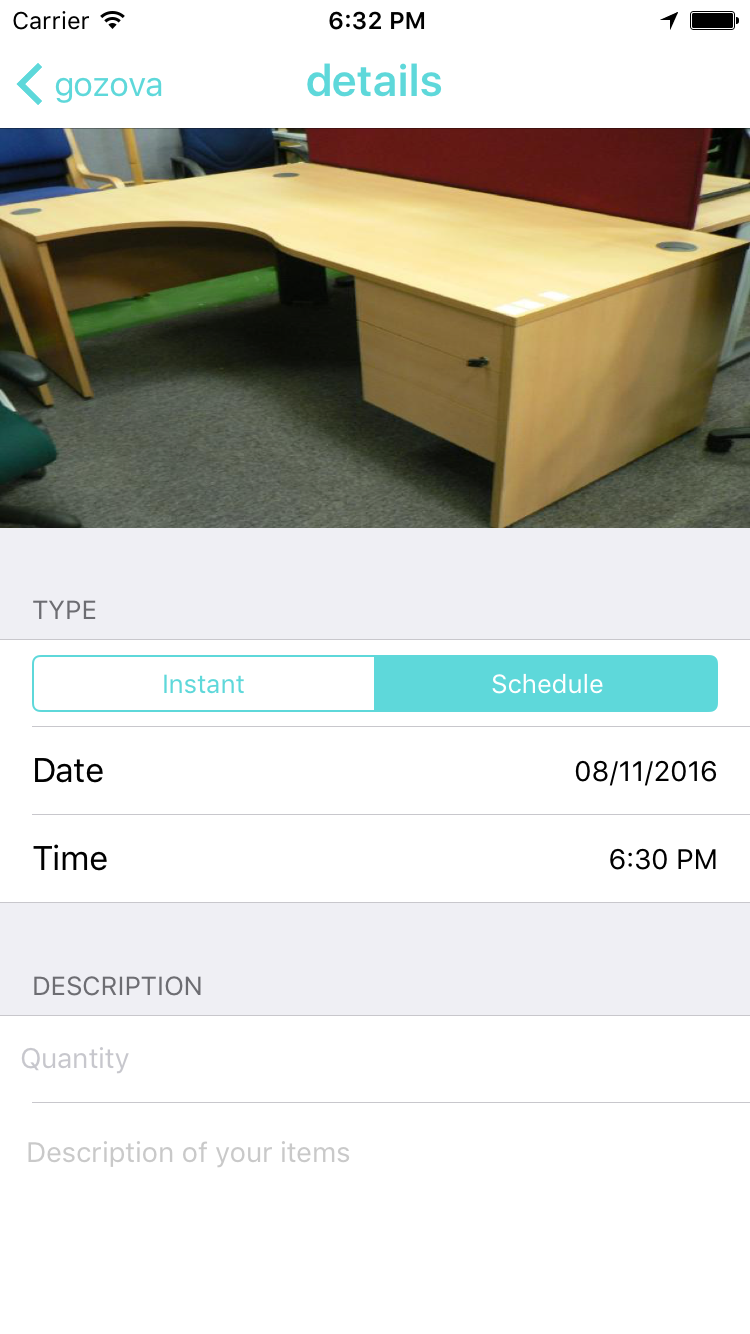 Carrier 6:32 PM
gozova details
TYPE
Instant Schedule
Date 08/11/2016
Time 6:30 PM
DESCRIPTION
Quantity
Description of your items